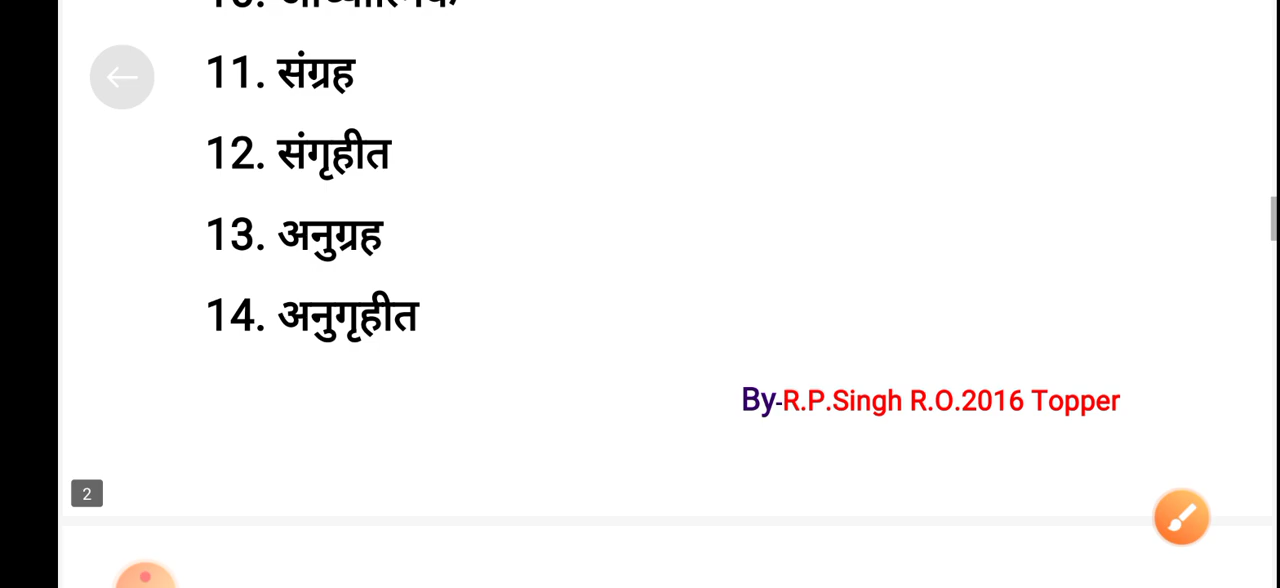 11. संग्रह
12. संगृहीत
13. अनुग्रह
14. अनुगृहीत
By-R.P.Singh R.O.2016 Topper
2